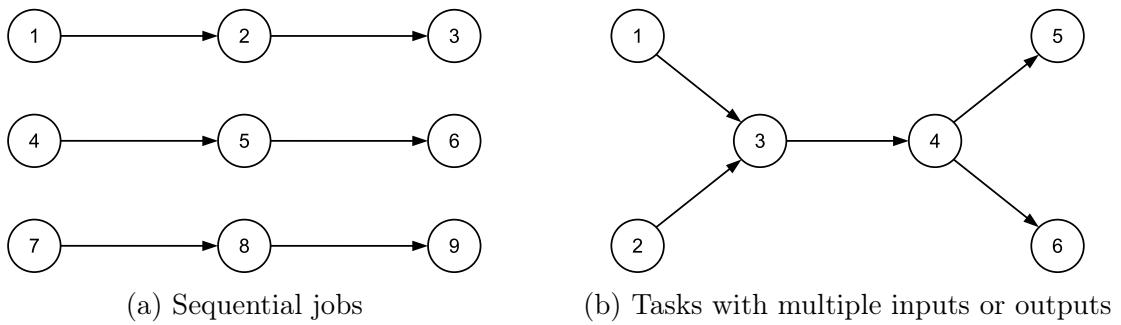 1 2 3
4 5 6
7 8 9
(a) Sequential jobs
1 5
3 4
2 6
(b) Tasks with multiple inputs or outputs